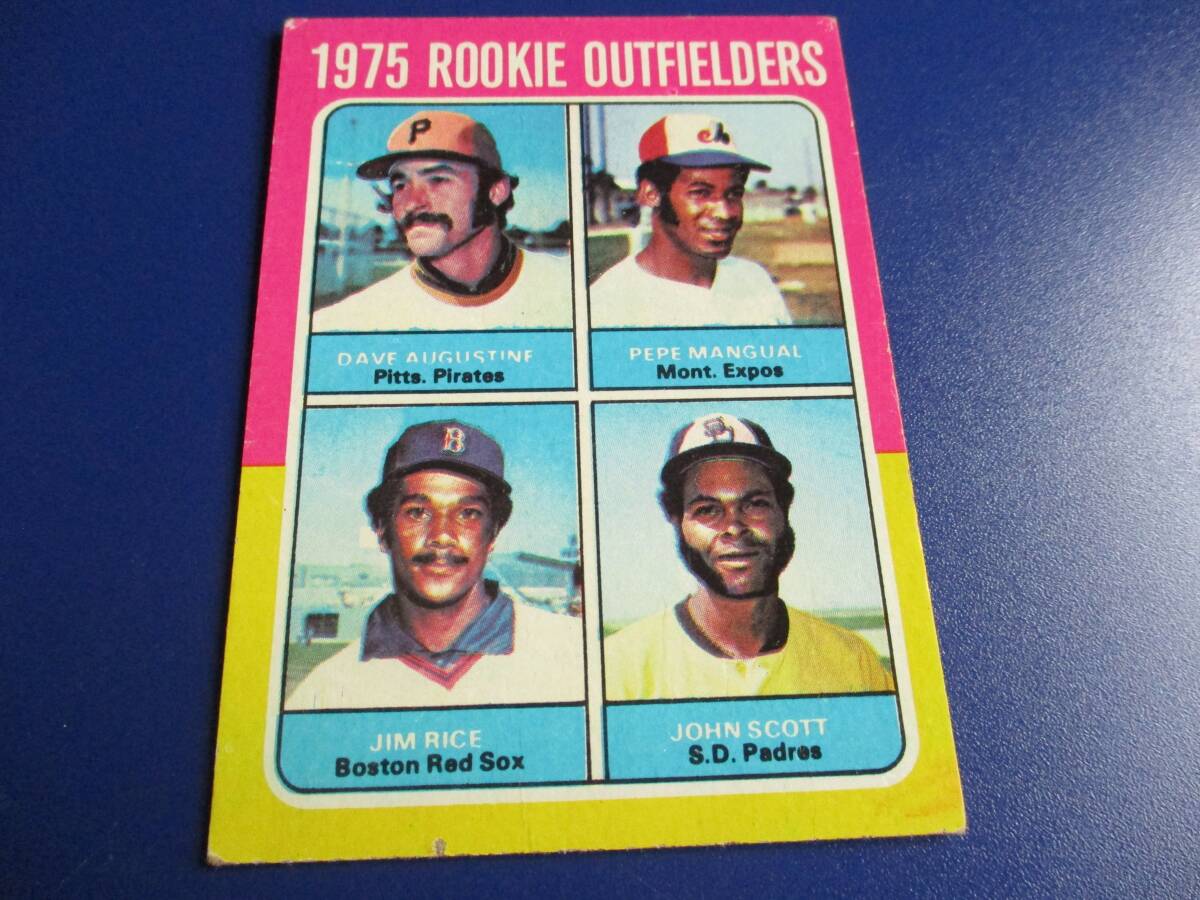 1975 ROOKIE OUTFIELDERS
P
DAVE AUGUSTINE
Pitts. Pirates
PEPE MANGUAL
Mont. Expos
B
JIM RICE
Boston Red Sox
JOHN SCOTT
S.D. Padres